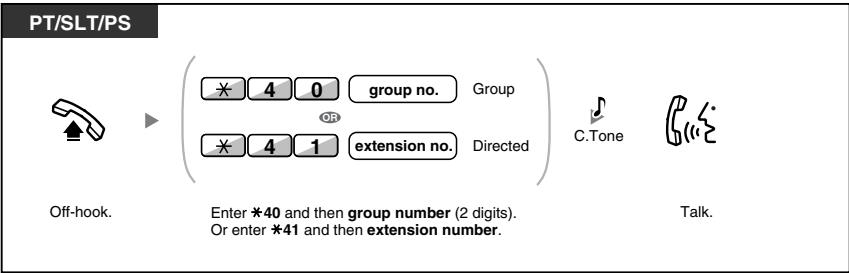 PT/SLT/PS
✳ 4 0 group no. Group
OR
✳ 4 1 extension no. Directed
C.Tone
Off-hook.
Enter ✳40 and then group number (2 digits).
Or enter ✳41 and then extension number.
Talk.